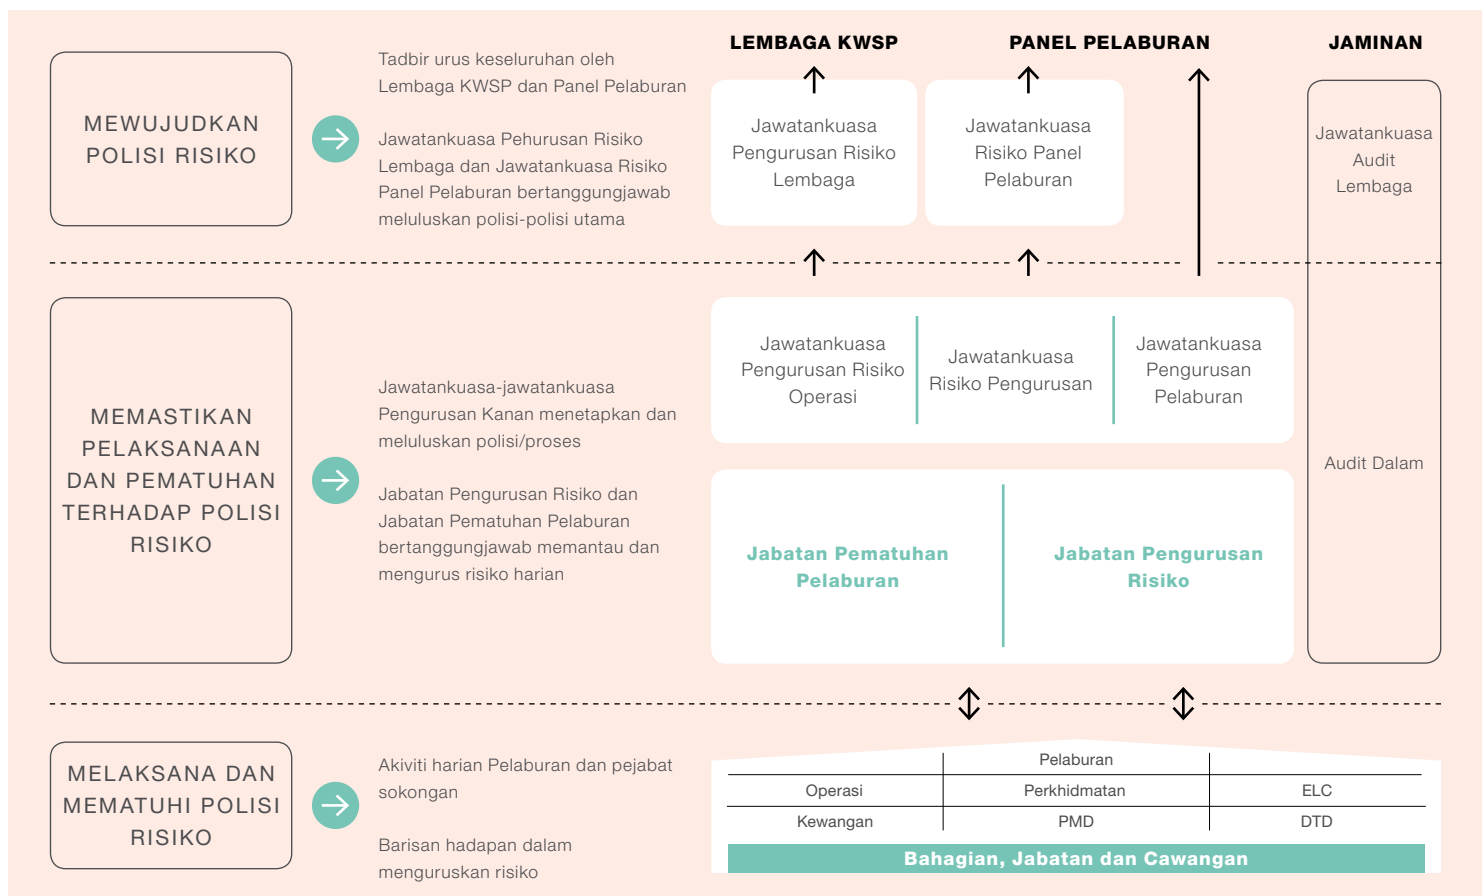 MEWUJUDKAN
POLISI RISIKO
Tadbir urus keseluruhan oleh
Lembaga KWSP dan Panel Pelaburan
Jawatankuasa Pehurusan Risiko
Lembaga dan Jawatankuasa Risiko
Panel Pelaburan bertanggungjawab
meluluskan polisi-polisi utama
LEMBAGA KWSP
PANEL PELABURAN
JAMINAN
Jawatankuasa
Pengurusan Risiko
Lembaga
Jawatankuasa
Risiko Panel
Pelaburan
Jawatankuasa
Audit
Lembaga
MEMASTIKAN
PELAKSANAAN
DAN PEMATUHAN
TERHADAP POLISI
RISIKO
Jawatankuasa-jawatankuasa
Pengurusan Kanan menetapkan dan
meluluskan polisi/proses
Jabatan Pengurusan Risiko dan
Jabatan Pematuhan Pelaburan
bertanggungjawab memantau dan
mengurus risiko harian
Jawatankuasa
Pengurusan Risiko
Operasi
Jawatankuasa
Risiko Pengurusan
Jawatankuasa
Pengurusan
Pelaburan
Jabatan Pematuhan
Pelaburan
Jabatan Pengurusan
Risiko
Audit Dalam
MELAKSANA DAN
MEMATUHI POLISI
RISIKO
Akiviti harian Pelaburan dan pejabat
sokongan
Barisan hadapan dalam
menguruskan risiko
Pelaburan
Operasi
Perkhidmatan
ELC
Kewangan
PMD
DTD
Bahagian, Jabatan dan Cawangan